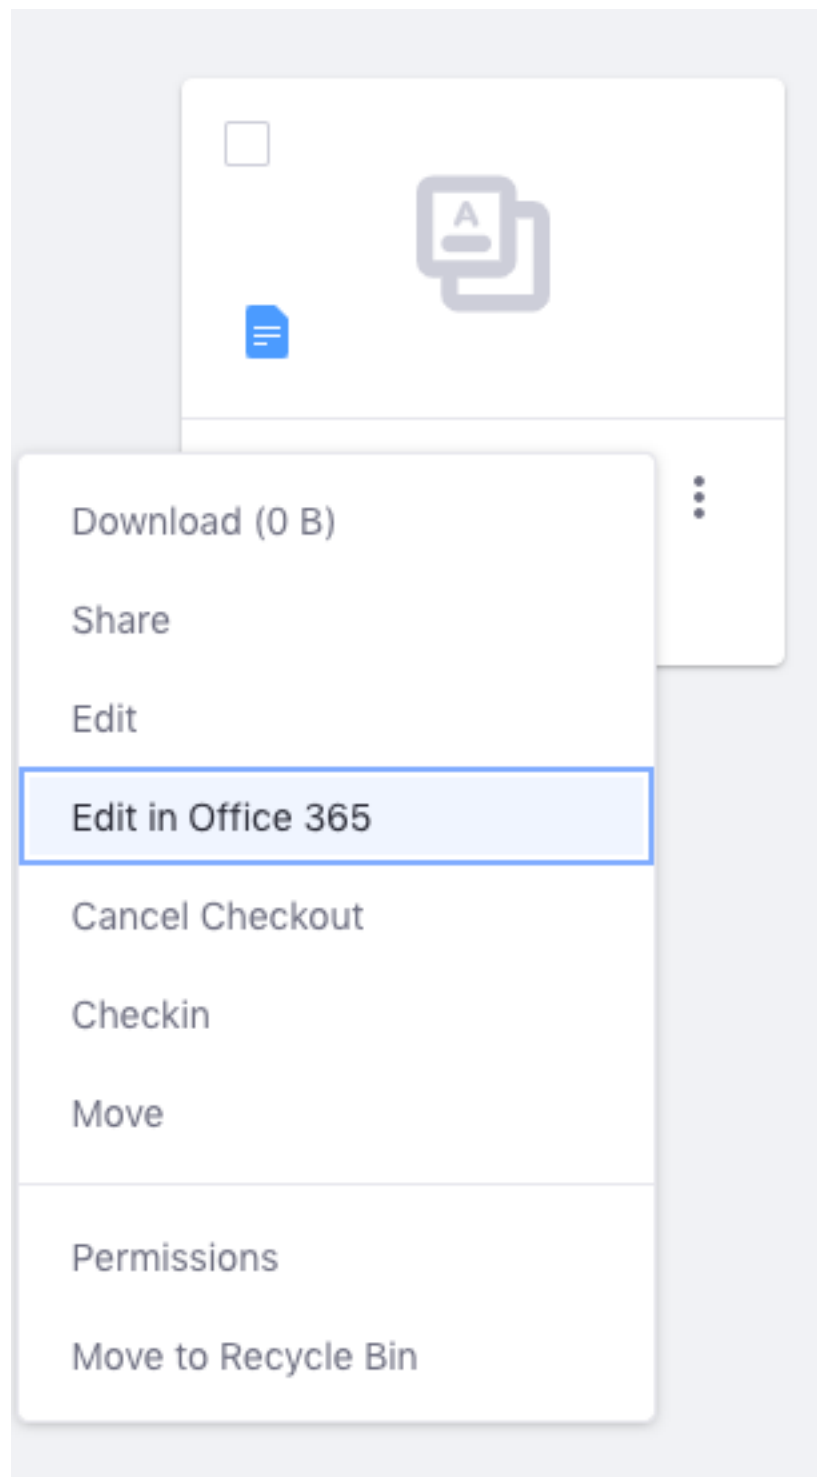 A
Download (0 B)
Share
Edit
Edit in Office 365
Cancel Checkout
Checkin
Move
Permissions
Move to Recycle Bin